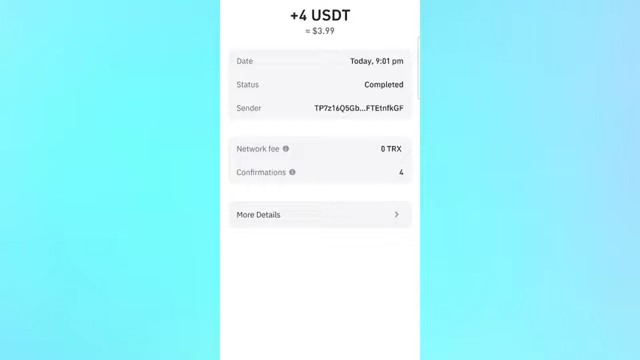 +4 USDT
≈ $3.99
Date Today, 9:01 pm
Status Completed
Sender TP7z16Q5Gb...FTEtnfkGF
Network fee 0 TRX
Confirmations 4
More Details